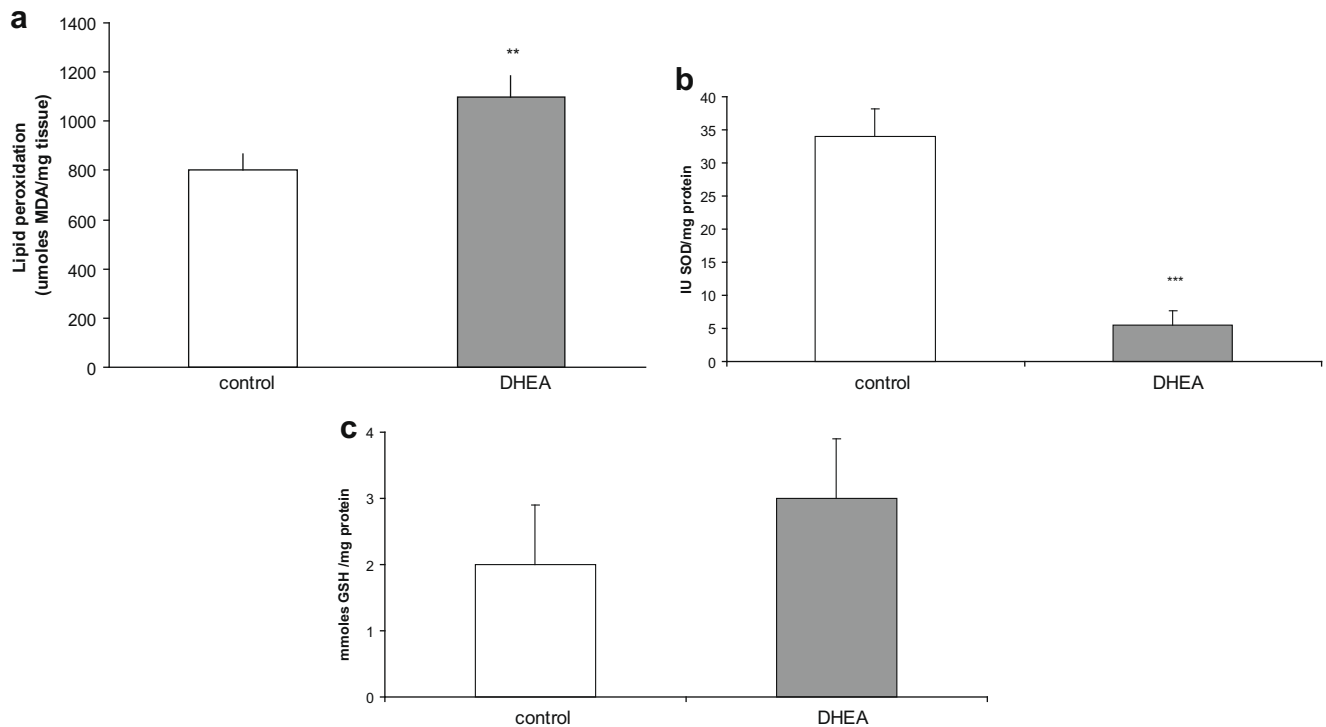 a
Lipid peroxidation
(umoles MDA/mg tissue)
1400
1200
1000
800
600
400
200
0
**
control
DHEA
b
IU SOD/mg protein
40
35
30
25
20
15
10
5
0
***
control
DHEA
c
mmoles GSH /mg protein
4
3
2
1
0
control
DHEA